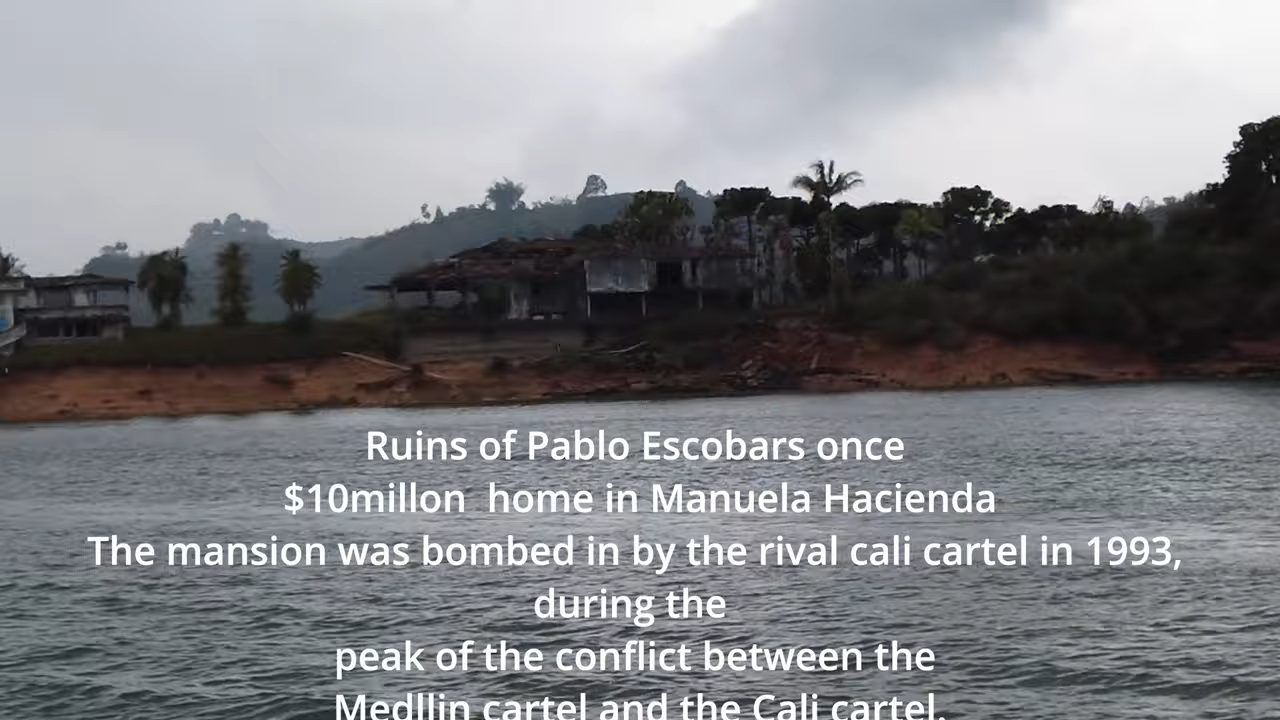 Ruins of Pablo Escobars once
$10millon  home in Manuela Hacienda
The mansion was bombed in by the rival cali cartel in 1993,
during the
peak of the conflict between the
Medllin cartel and the Cali cartel.